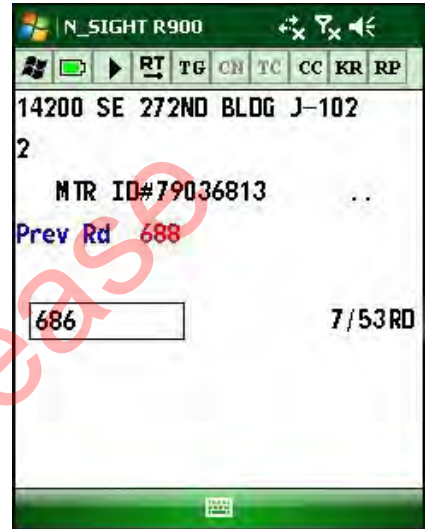 N_SIGHT R900
RT TG CN TC CC KR RP
14200 SE 272ND BLDG J-102
2
MTR ID#79036813 ..
Prev Rd 688
686 7/53RD
ease